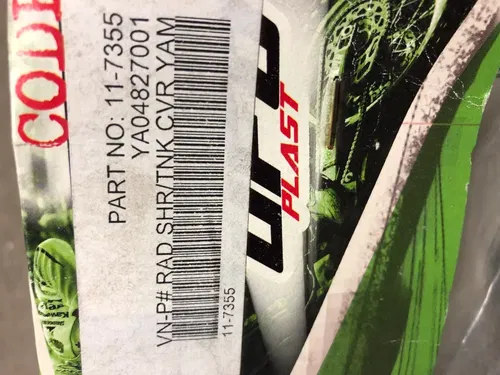 CODE
PART NO: 11-7355
YA04827001
VN-P# RAD SHR/TNK CVR YAM
11-7355
UFO
PLAST